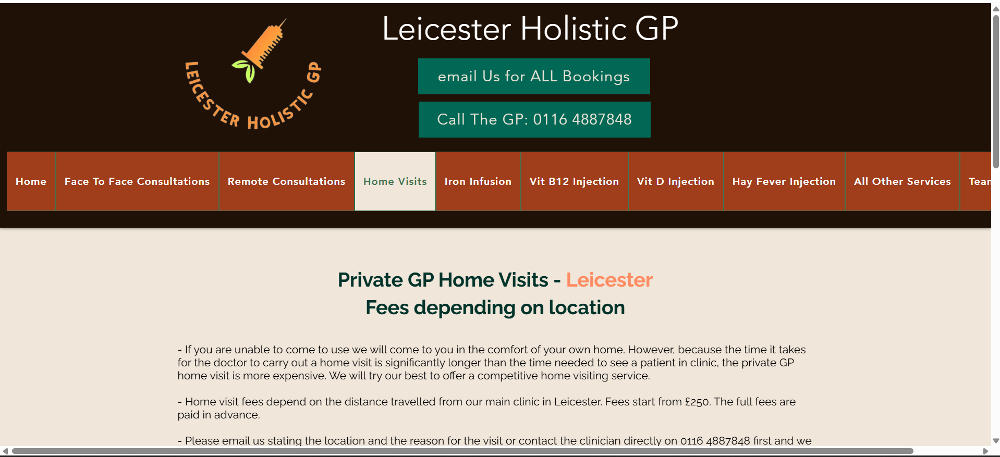 LEICESTER HOLISTIC GP
Leicester Holistic GP
email Us for ALL Bookings
Call The GP: 0116 4887848
Home
Face To Face Consultations
Remote Consultations
Home Visits
Iron Infusion
Vit B12 Injection
Vit D Injection
Hay Fever Injection
All Other Services
Private GP Home Visits - Leicester
Fees depending on location
- If you are unable to come to use we will come to you in the comfort of your own home. However, because the time it takes
for the doctor to carry out a home visit is significantly longer than the time needed to see a patient in clinic, the private GP
home visit is more expensive. We will try our best to offer a competitive home visiting service.
- Home visit fees depend on the distance travelled from our main clinic in Leicester. Fees start from £250. The full fees are
paid in advance.
- Please email us stating the location and the reason for the visit or contact the clinician directly on 0116 4887848 first and we